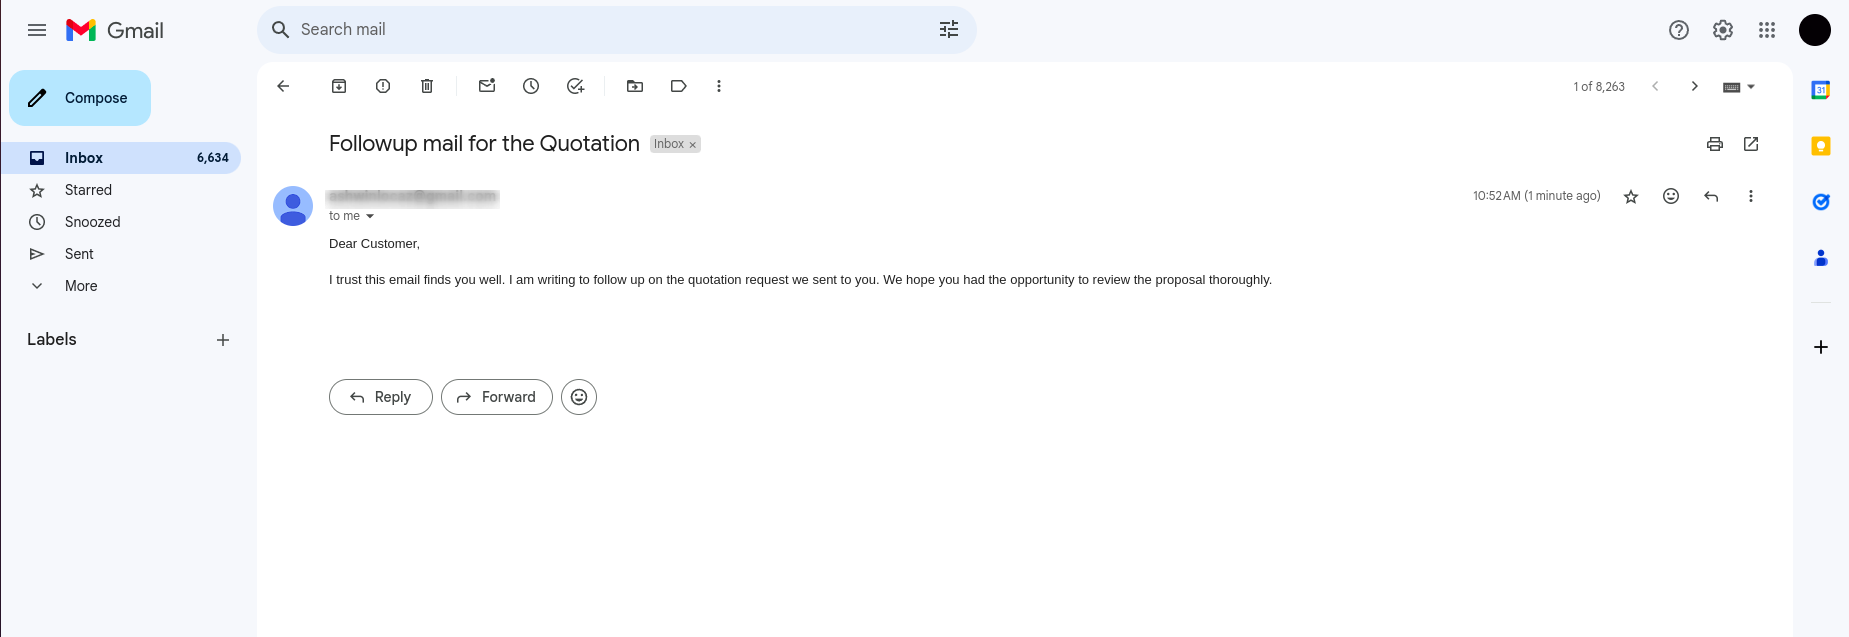 Gmail
Search mail
Compose
1 of 8,263
Inbox 6,634
Starred
Snoozed
Sent
More
Labels
Followup mail for the Quotation Inbox ×
10:52 AM (1 minute ago)
to me
Dear Customer,
I trust this email finds you well. I am writing to follow up on the quotation request we sent to you. We hope you had the opportunity to review the proposal thoroughly.
Reply Forward
31